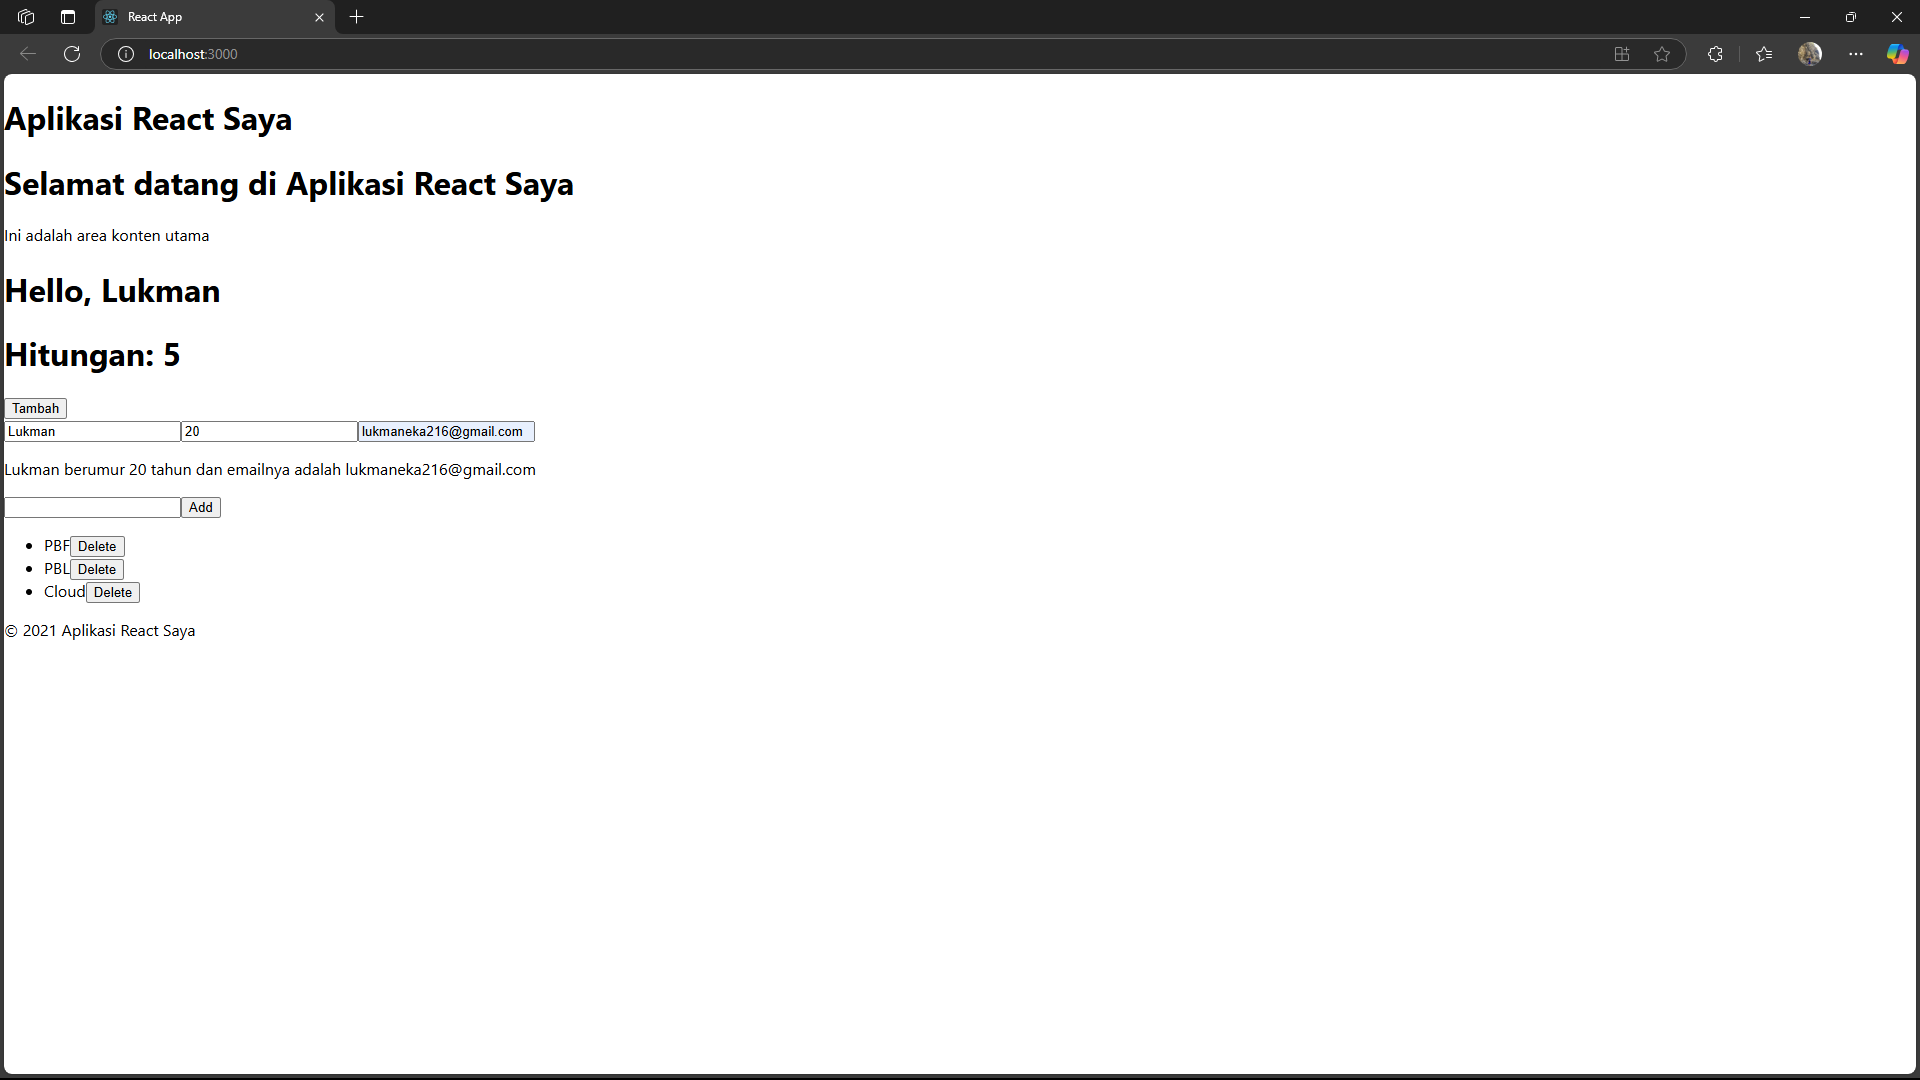 React App
localhost:3000
Aplikasi React Saya
Selamat datang di Aplikasi React Saya
Ini adalah area konten utama
Hello, Lukman
Hitungan: 5
Tambah
Lukman 20 lukmaneka216@gmail.com
Lukman berumur 20 tahun dan emailnya adalah lukmaneka216@gmail.com
Add
PBF Delete
PBL Delete
Cloud Delete
© 2021 Aplikasi React Saya